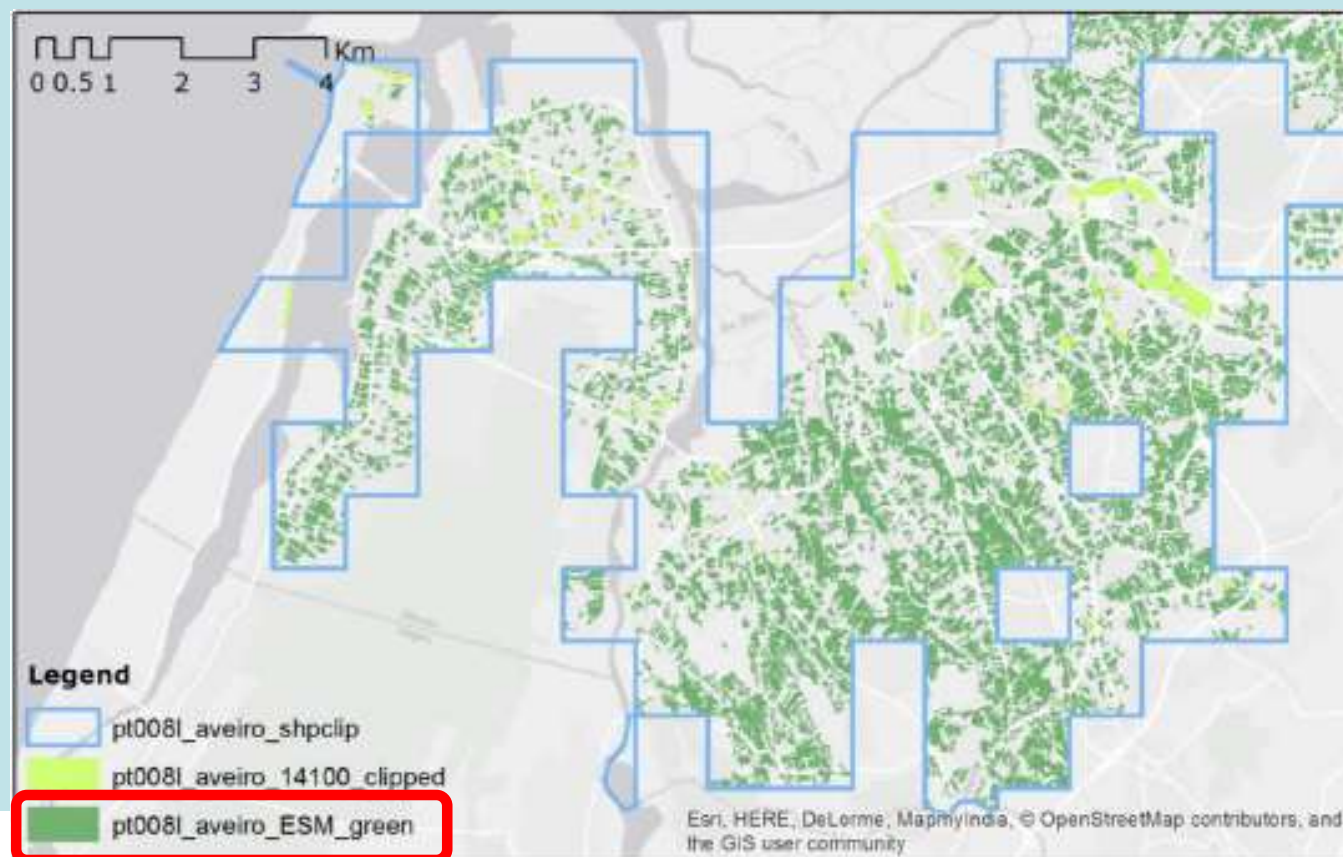 Km
0 0.5 1 2 3 4
Legend
pt008l_aveiro_shpclip
pt008l_aveiro_14100_clipped
pt008l_aveiro_ESM_green
Esri, HERE, DeLorme, MapmyIndia, © OpenStreetMap contributors, and
the GIS user community